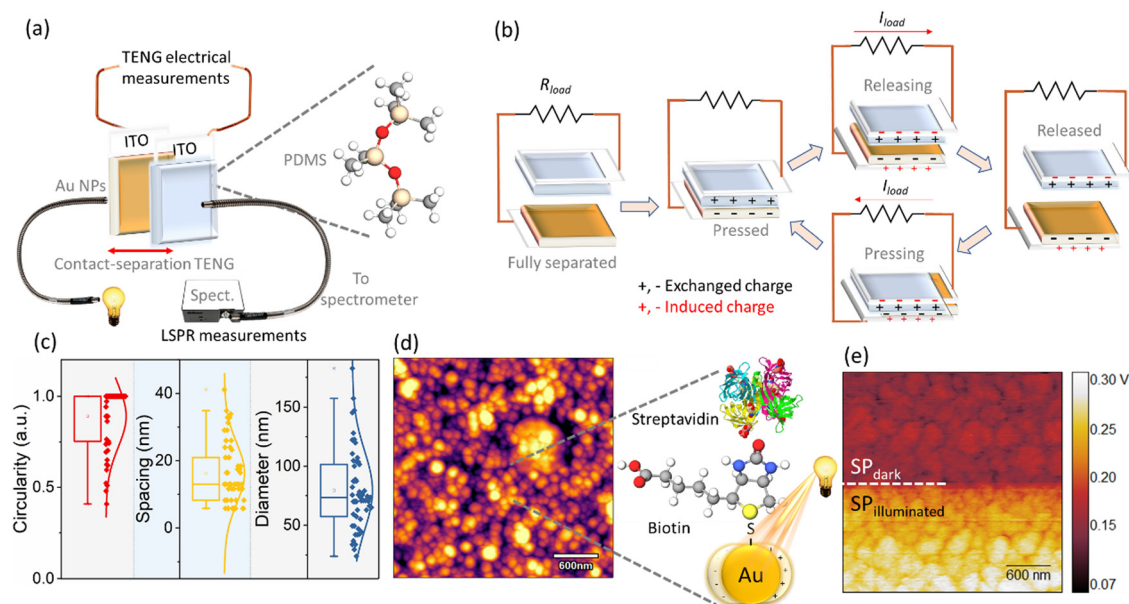 (a)
TENG electrical
measurements
ITO
ITO
Au NPs
PDMS
Contact-separation TENG
Spect.
To
spectrometer
LSPR measurements
(b)
R_load
Fully separated
+ + + +
- - - -
Pressed
I_load
Releasing
- - - -
+ + + +
- - - -
+ + + +
Released
- - - -
+ + + +
- - - -
+ + + +
I_load
Pressing
- - - -
+ + + +
- - - -
+ + + +
+, - Exchanged charge
+, - Induced charge
(c)
Circularity (a.u.)
1.0
0.5
0.0
Spacing (nm)
40
20
0
Diameter (nm)
150
100
50
(d)
600nm
Streptavidin
Biotin
S
Au
(e)
SP_dark
SP_illuminated
600 nm
0.30 V
0.25
0.20
0.15
0.10
0.07